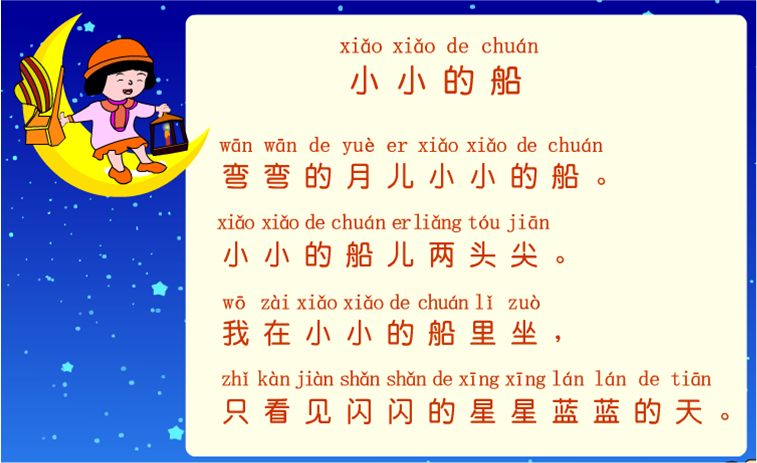 xiǎo xiǎo de chuán
小小的船
wān wān de yuè er xiǎo xiǎo de chuán
弯弯的月儿小小的船。
xiǎo xiǎo de chuán er liǎng tóu jiān
小小的船儿两头尖。
wō zài xiǎo xiǎo de chuán lǐ zuò
我在小小的船里坐，
zhǐ kàn jiàn shǎn shǎn de xīng xīng lán lán de tiān
只看见闪闪的星星蓝蓝的天。